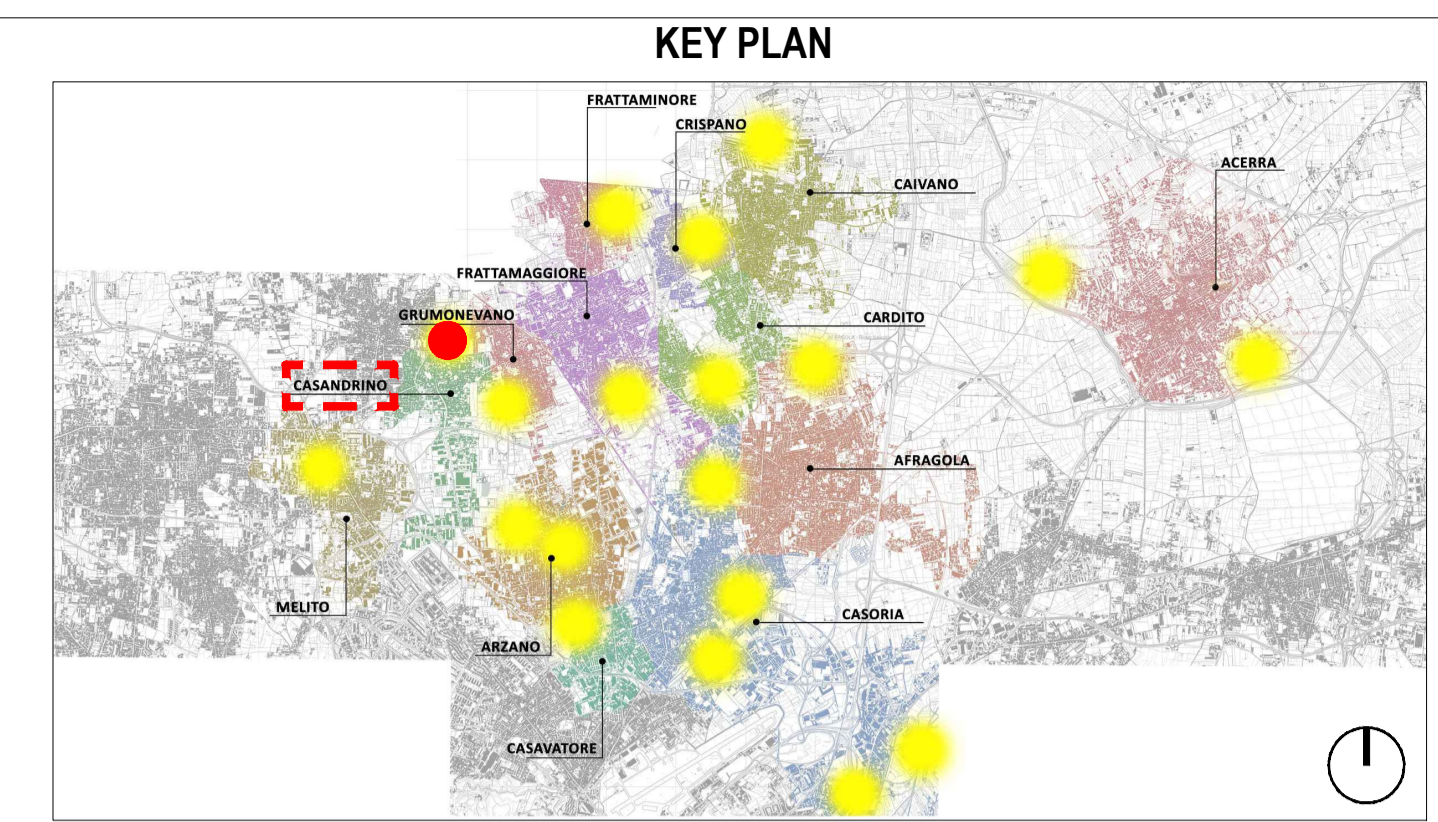 KEY PLAN
FRATTAMINORE
CRISPANO
ACERRA
CAIVANO
FRATTAMAGGIORE
GRUMONEVANO
CARDITO
CASANDRINO
AFRAGOLA
MELITO
CASORIA
ARZANO
CASAVATORE